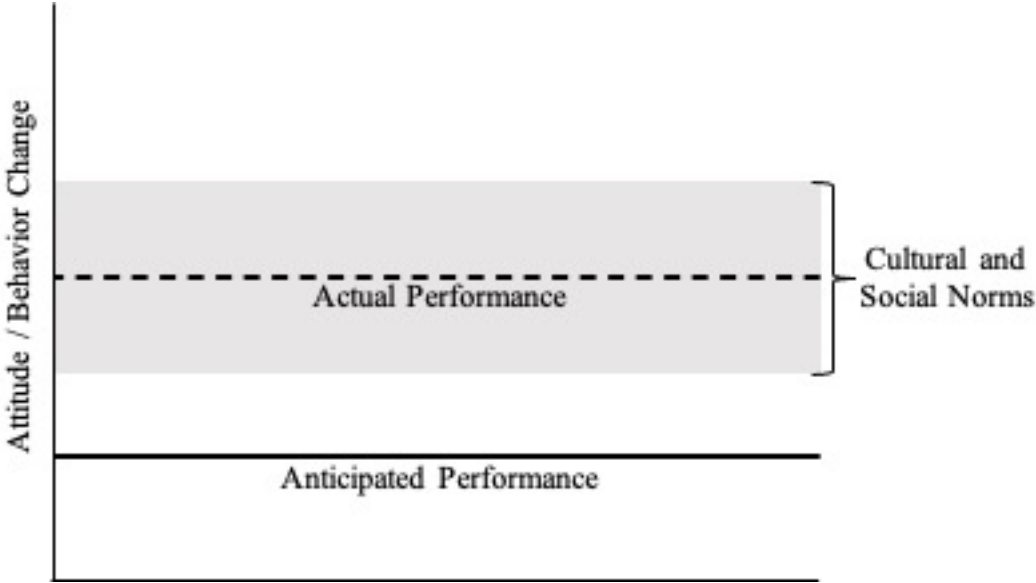 Attitude / Behavior Change
Cultural and
Social Norms
Actual Performance
Anticipated Performance